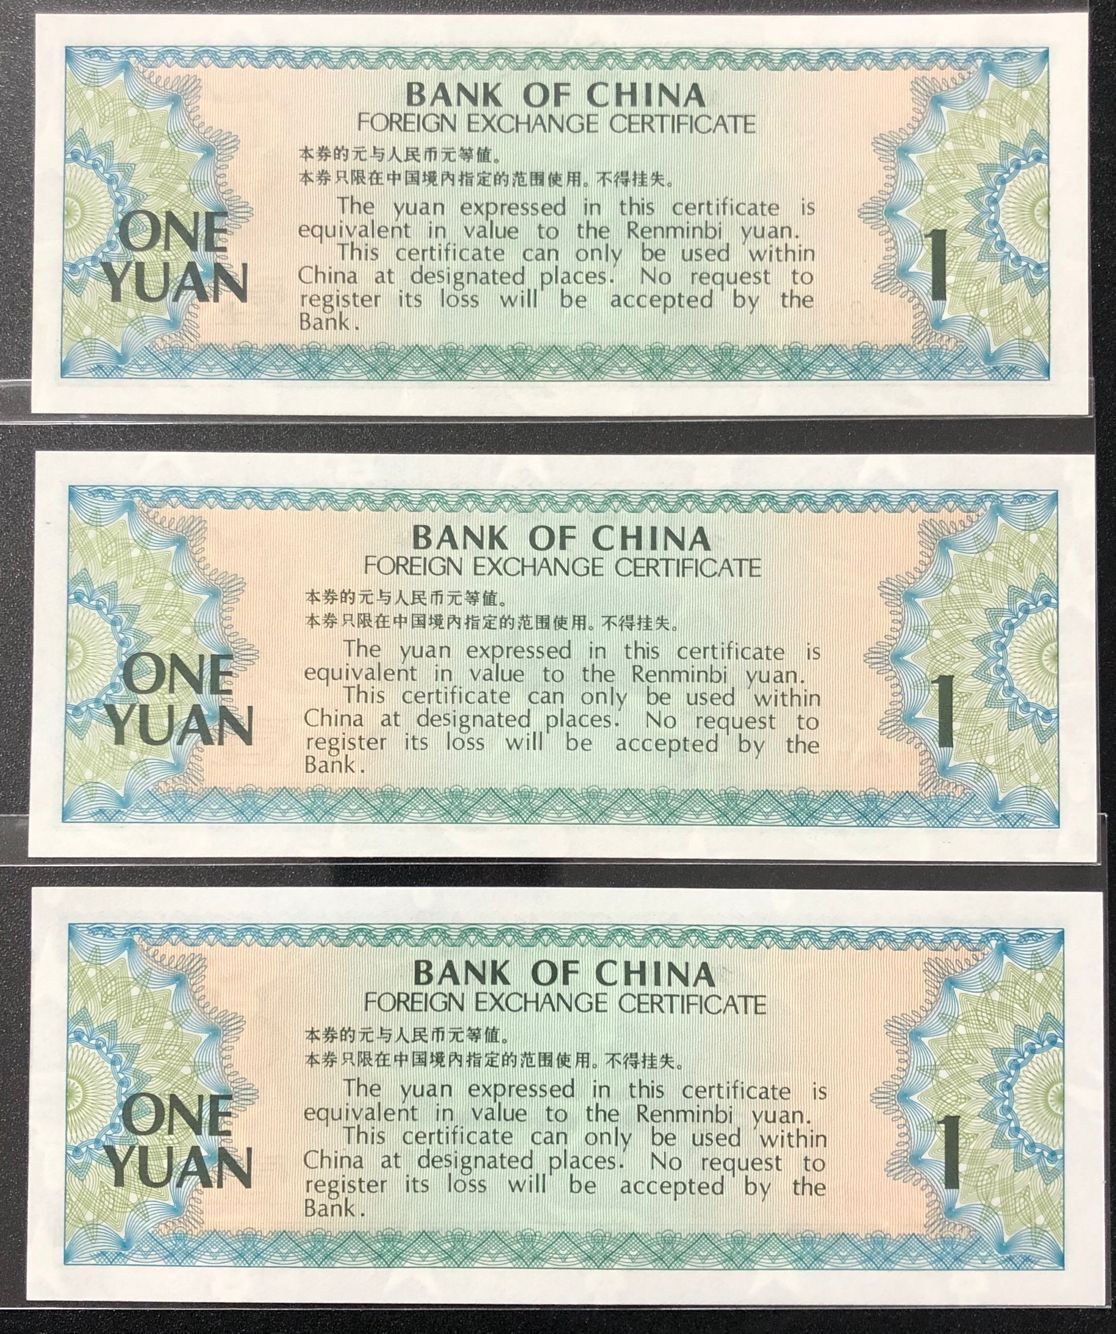 BANK OF CHINA
FOREIGN EXCHANGE CERTIFICATE
本券的元与人民币元等值。
本券只限在中国境内指定的范围使用。不得挂失。
The yuan expressed in this certificate is
equivalent in value to the Renminbi yuan.
This certificate can only be used within
China at designated places. No request to
register its loss will be accepted by the
Bank.
ONE
YUAN
1
BANK OF CHINA
FOREIGN EXCHANGE CERTIFICATE
本券的元与人民币元等值。
本券只限在中国境内指定的范围使用。不得挂失。
The yuan expressed in this certificate is
equivalent in value to the Renminbi yuan.
This certificate can only be used within
China at designated places. No request to
register its loss will be accepted by the
Bank.
ONE
YUAN
1
BANK OF CHINA
FOREIGN EXCHANGE CERTIFICATE
本券的元与人民币元等值。
本券只限在中国境内指定的范围使用。不得挂失。
The yuan expressed in this certificate is
equivalent in value to the Renminbi yuan.
This certificate can only be used within
China at designated places. No request to
register its loss will be accepted by the
Bank.
ONE
YUAN
1